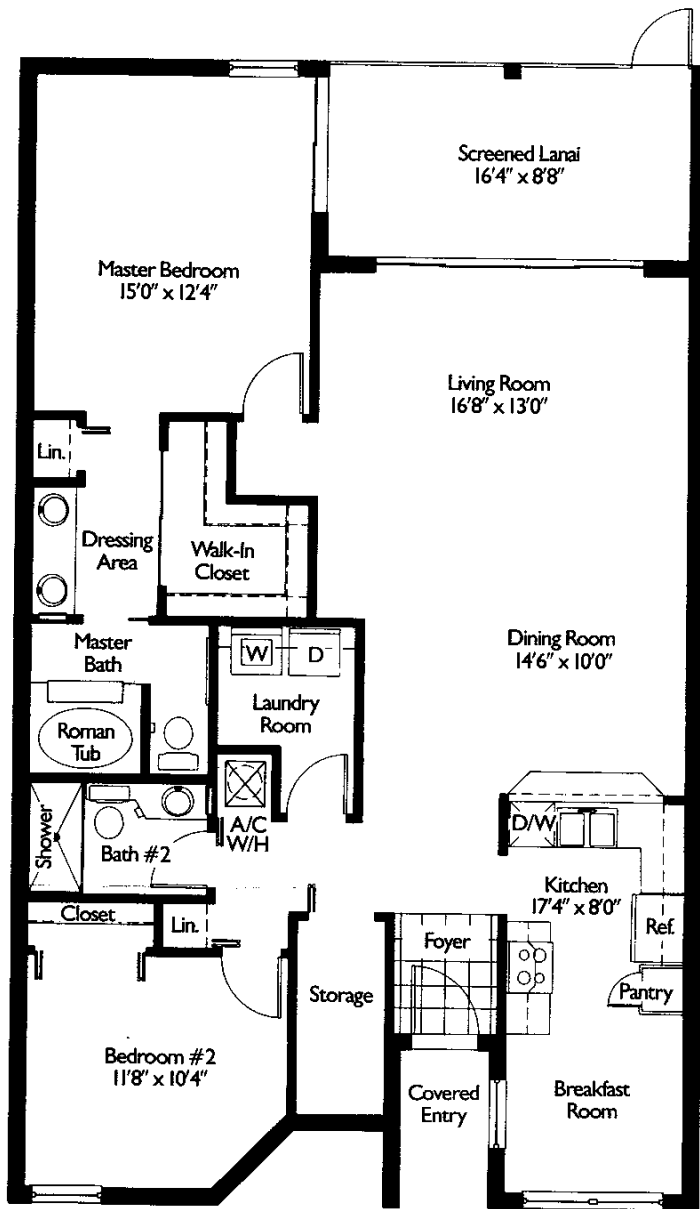 Screened Lanai
16'4" x 8'8"
Master Bedroom
15'0" x 12'4"
Living Room
16'8" x 13'0"
Lin.
Dressing
Area
Walk-In
Closet
Master
Bath
W
D
Dining Room
14'6" x 10'0"
Laundry
Room
Roman
Tub
Shower
Bath #2
A/C
W/H
D/W
Kitchen
17'4" x 8'0"
Closet
Lin.
Ref.
Foyer
Pantry
Storage
Bedroom #2
11'8" x 10'4"
Covered
Entry
Breakfast
Room